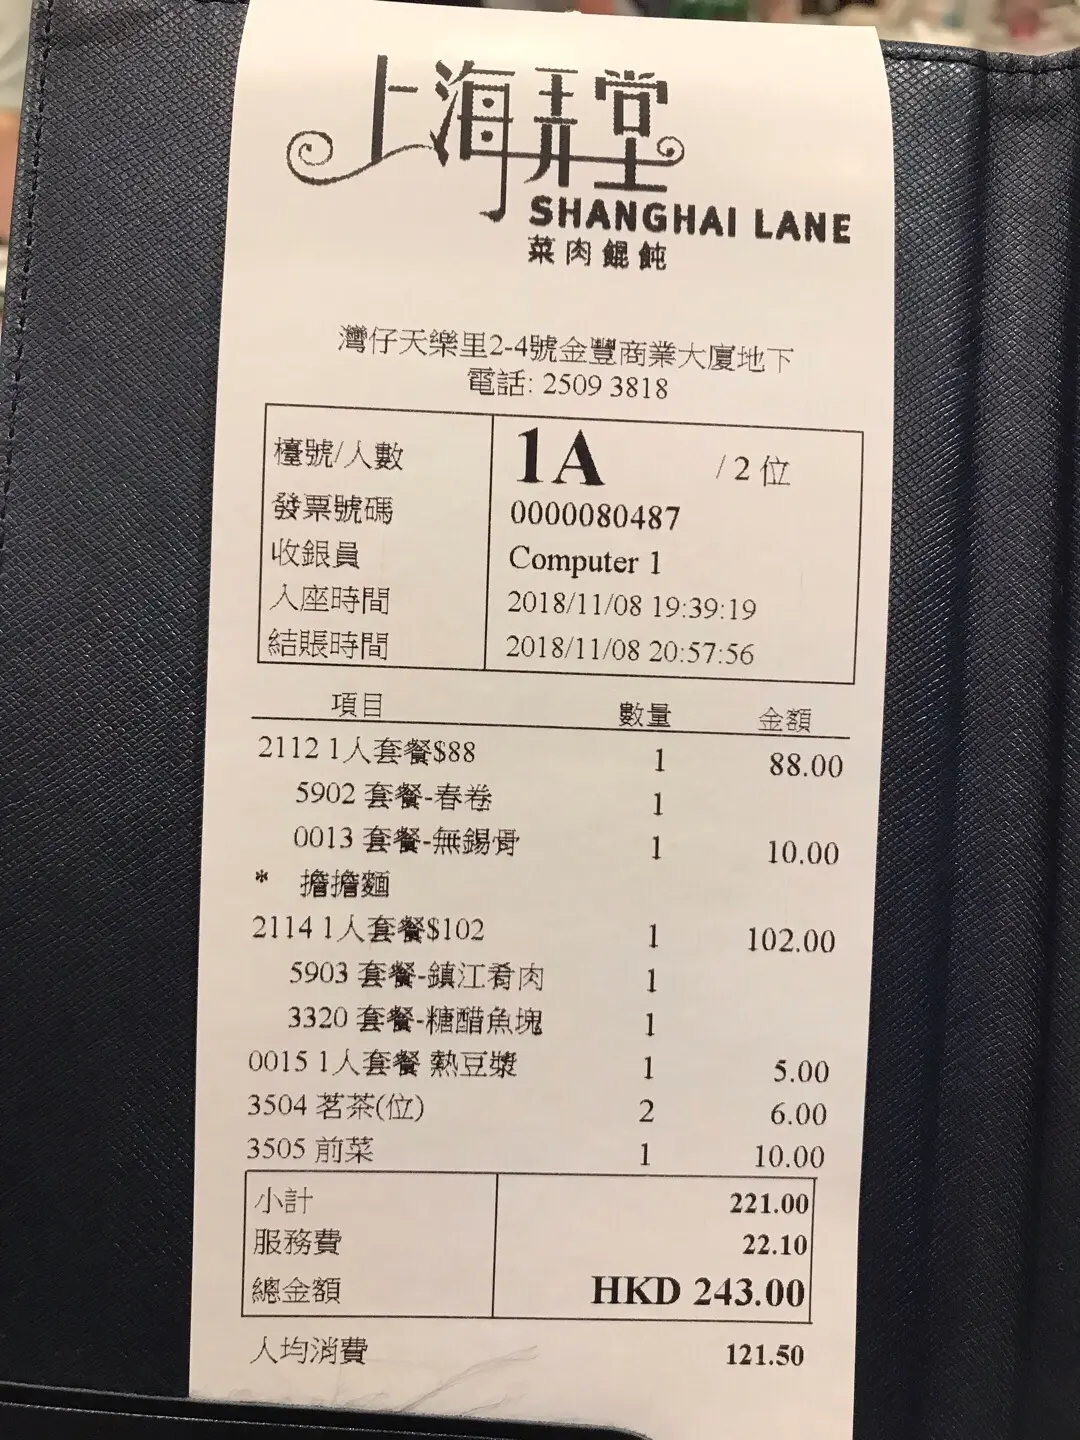 上海弄堂
SHANGHAI LANE
菜肉餛飩
灣仔天樂里2-4號金豐商業大廈地下
電話: 2509 3818
檯號/人數 1A / 2 位
發票號碼 0000080487
收銀員 Computer 1
入座時間 2018/11/08 19:39:19
結賬時間 2018/11/08 20:57:56
項目 數量 金額
2112 1人套餐$88 1 88.00
5902 套餐-春卷 1
0013 套餐-無錫骨 1 10.00
* 擔擔麵
2114 1人套餐$102 1 102.00
5903 套餐-鎮江肴肉 1
3320 套餐-糖醋魚塊 1
0015 1人套餐 熱豆漿 1 5.00
3504 茗茶(位) 2 6.00
3505 前菜 1 10.00
小計 221.00
服務費 22.10
總金額 HKD 243.00
人均消費 121.50